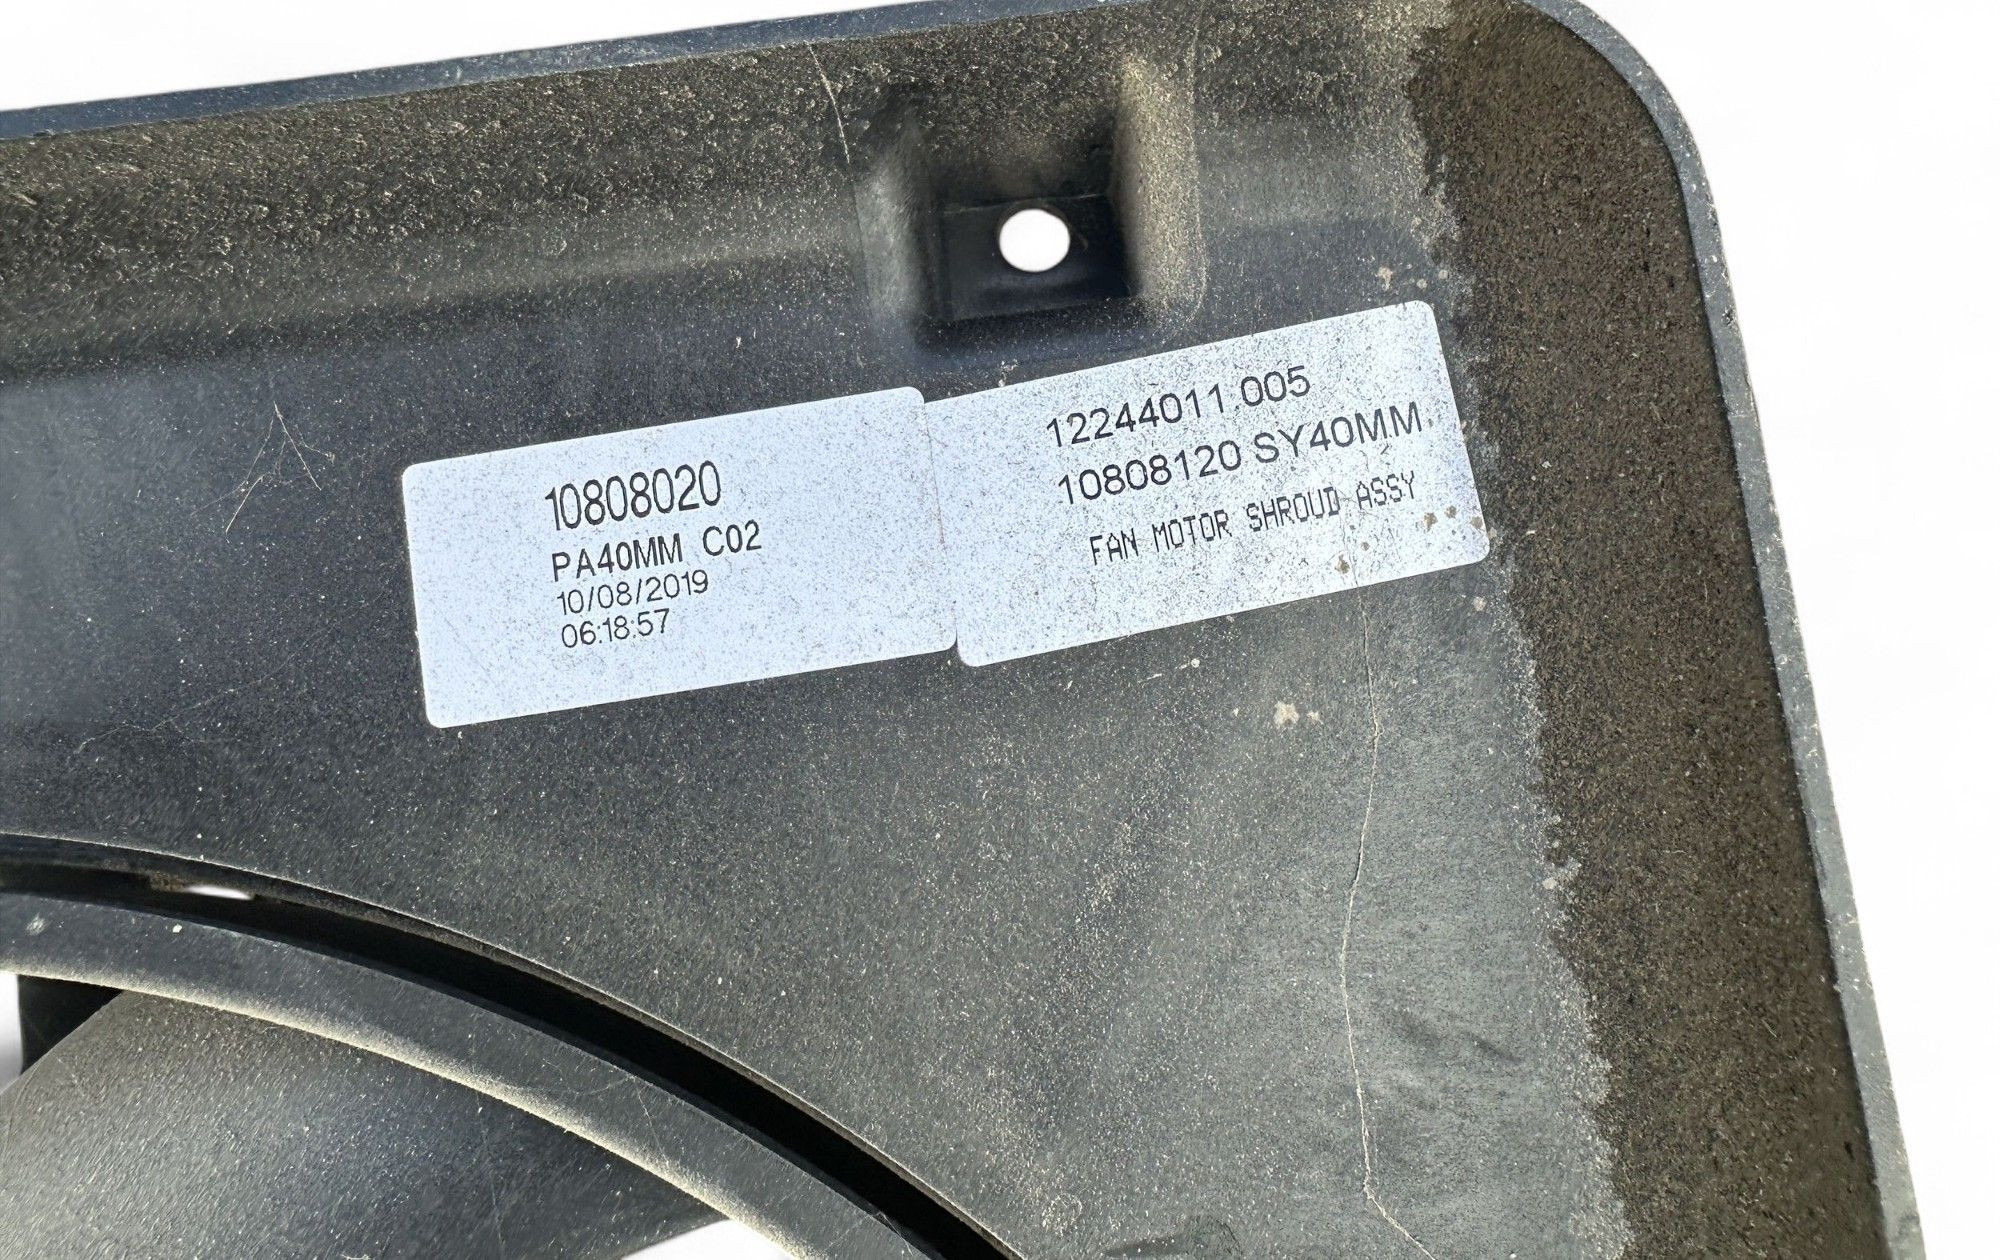 10808020
PA40MM C02
10/08/2019
06:18:57
12244011.005
10808120 SY40MM
FAN MOTOR SHROUD ASSY